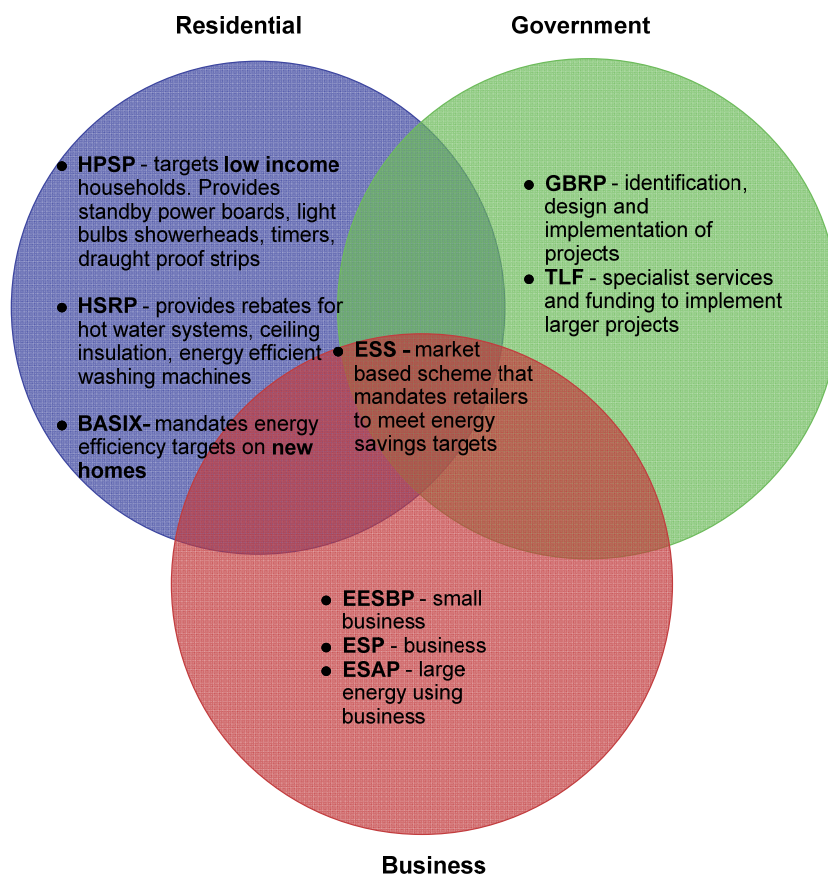 Residential
Government
• HPSP - targets low income
households. Provides
standby power boards, light
bulbs showerheads, timers,
draught proof strips
• HSRP - provides rebates for
hot water systems, ceiling
insulation, energy efficient
washing machines
• BASIX- mandates energy
efficiency targets on new
homes
• GBRP - identification,
design and
implementation of
projects
• TLF - specialist services
and funding to implement
larger projects
• ESS - market
based scheme that
mandates retailers
to meet energy
savings targets
• EESBP - small
business
• ESP - business
• ESAP - large
energy using
business
Business